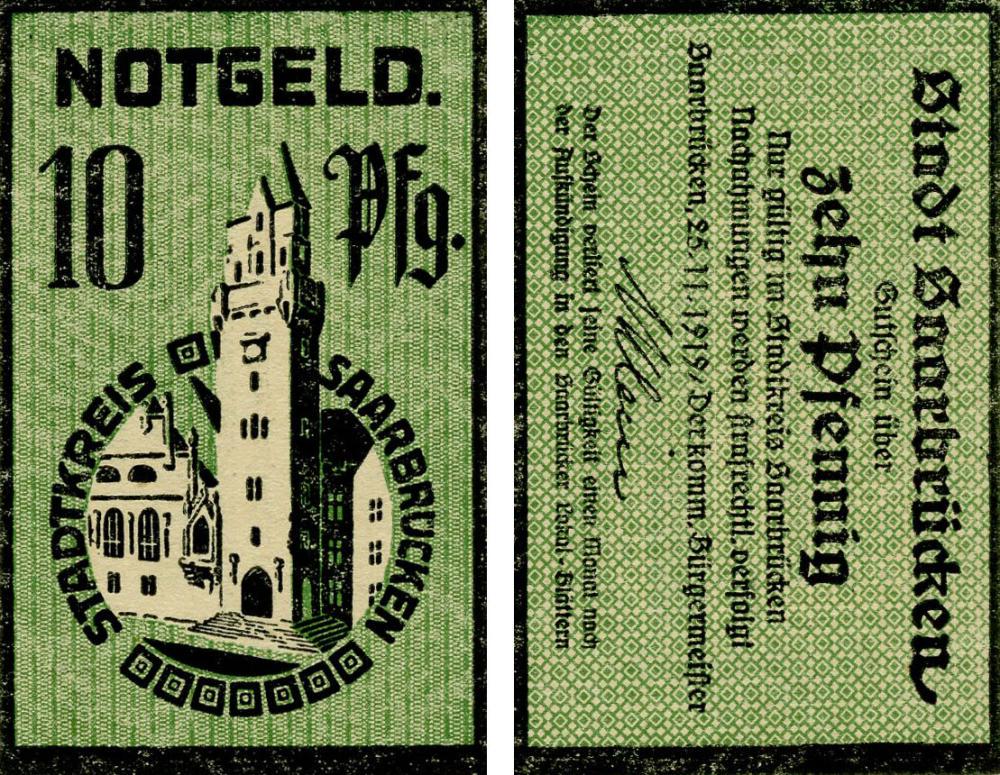 NOTGELD.
10 Pfg.
STADTKREIS SAARBRUCKEN
Stadt Saarbrücken
Gutschein über
Zehn Pfennig
Nur gültig im Stadtkreis Saarbrücken
Nachahmungen werden strafrechtl. verfolgt
Saarbrücken, 25.11.1919, Der komm. Bürgermeister
Der Schein verliert seine Giltigkeit einen Monat nach
der Aufkündigung in den Saarbrücker Lokal-Blättern